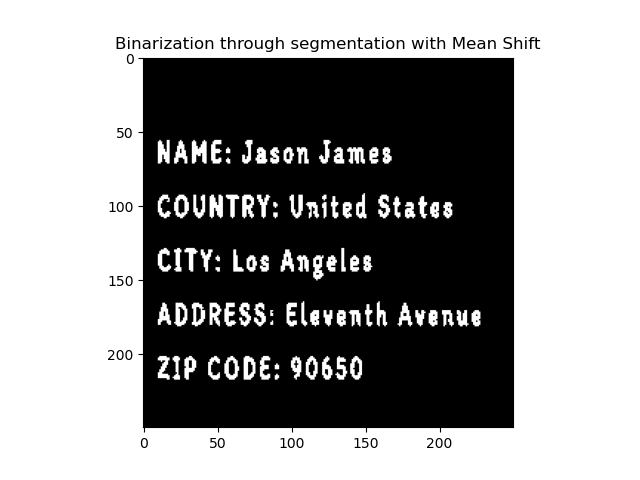 Binarization through segmentation with Mean Shift
0
50
NAME: Jason James
100
COUNTRY: United States
CITY: Los Angeles
150
ADDRESS: Eleventh Avenue
200
ZIP CODE: 90650
0 50 100 150 200